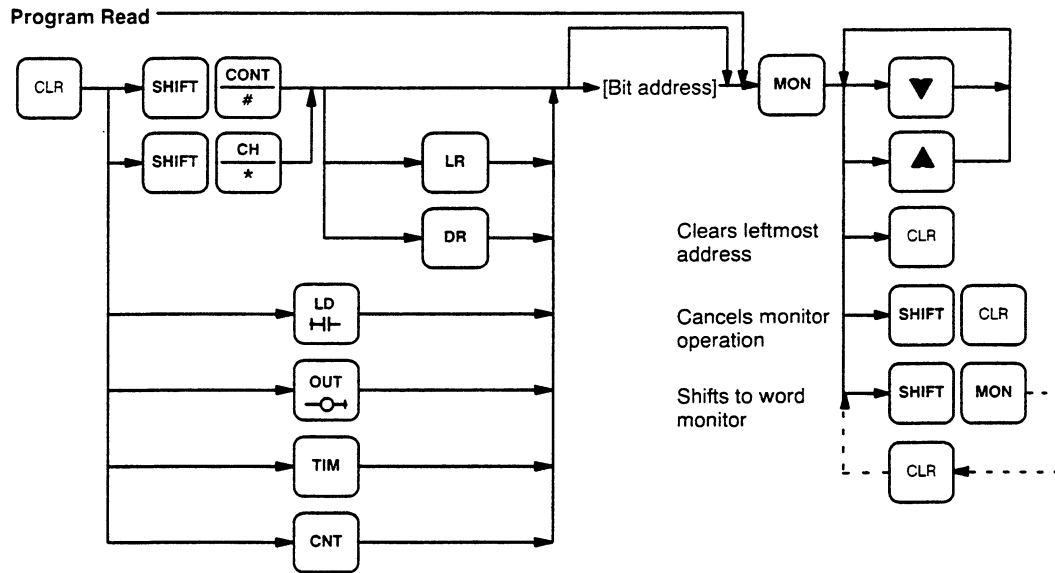 Program Read
CLR
SHIFT
CONT
#
[Bit address]
MON
SHIFT
CH
*
LR
DR
Clears leftmost
address
CLR
LD
Cancels monitor
operation
SHIFT
CLR
OUT
Shifts to word
monitor
SHIFT
MON
TIM
CLR
CNT